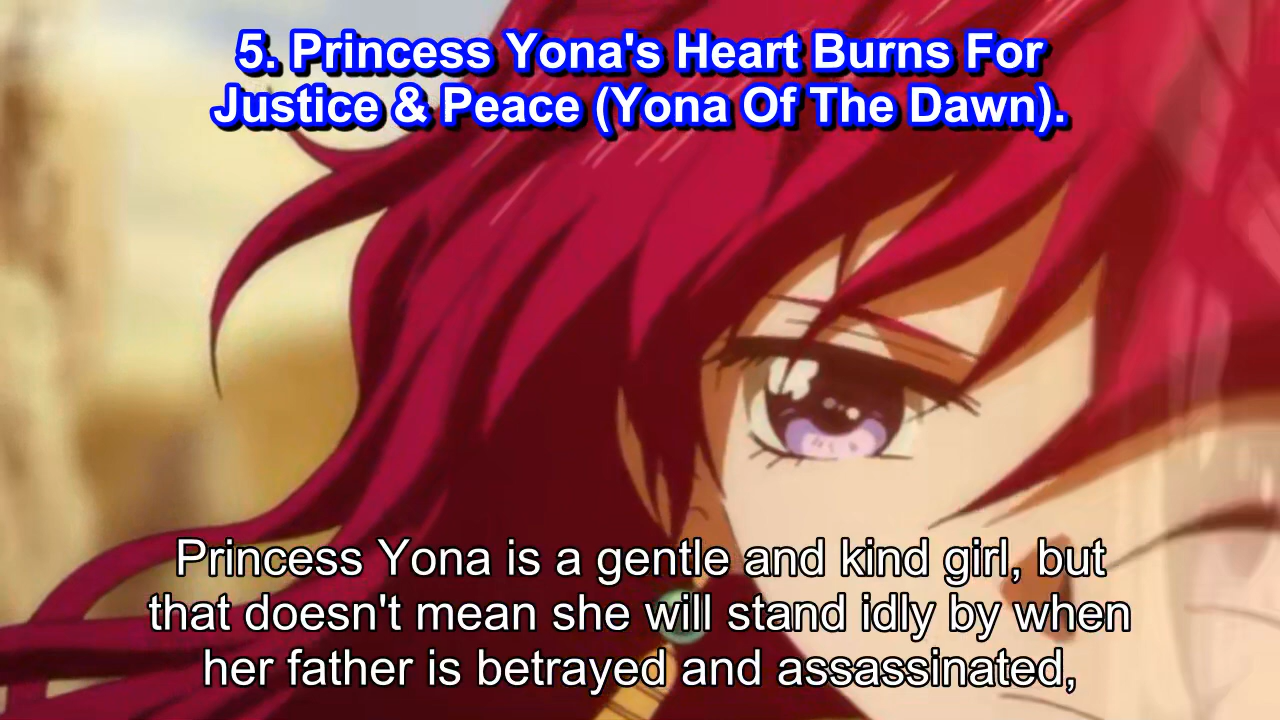 5. Princess Yona's Heart Burns For
Justice & Peace (Yona Of The Dawn).
Princess Yona is a gentle and kind girl, but
that doesn't mean she will stand idly by when
her father is betrayed and assassinated,